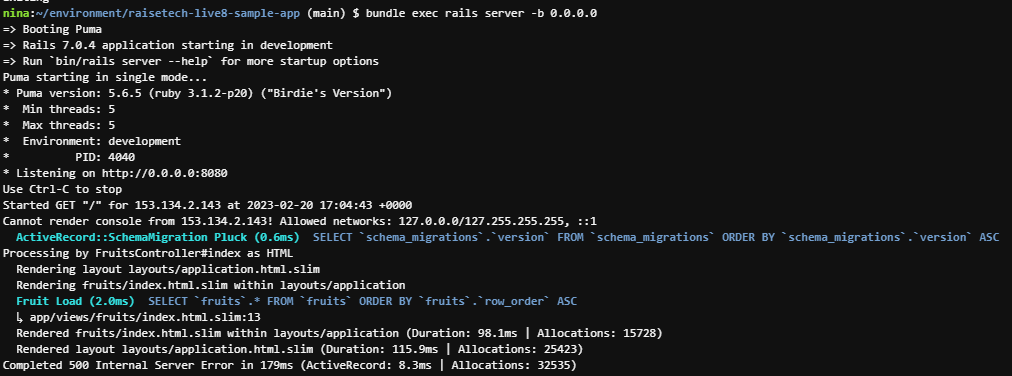 nina:~/environment/raisetech-live8-sample-app (main) $ bundle exec rails server -b 0.0.0.0
=> Booting Puma
=> Rails 7.0.4 application starting in development
=> Run `bin/rails server --help` for more startup options
Puma starting in single mode...
* Puma version: 5.6.5 (ruby 3.1.2-p20) ("Birdie's Version")
*  Min threads: 5
*  Max threads: 5
*  Environment: development
*          PID: 4040
* Listening on http://0.0.0.0:8080
Use Ctrl-C to stop
Started GET "/" for 153.134.2.143 at 2023-02-20 17:04:43 +0000
Cannot render console from 153.134.2.143! Allowed networks: 127.0.0.0/127.255.255.255, ::1
  ActiveRecord::SchemaMigration Pluck (0.6ms)  SELECT `schema_migrations`.`version` FROM `schema_migrations` ORDER BY `schema_migrations`.`version` ASC
Processing by FruitsController#index as HTML
  Rendering layout layouts/application.html.slim
  Rendering fruits/index.html.slim within layouts/application
  Fruit Load (2.0ms)  SELECT `fruits`.* FROM `fruits` ORDER BY `fruits`.`row_order` ASC
  ↳ app/views/fruits/index.html.slim:13
  Rendered fruits/index.html.slim within layouts/application (Duration: 98.1ms | Allocations: 15728)
  Rendered layout layouts/application.html.slim (Duration: 115.9ms | Allocations: 25423)
Completed 500 Internal Server Error in 179ms (ActiveRecord: 8.3ms | Allocations: 32535)